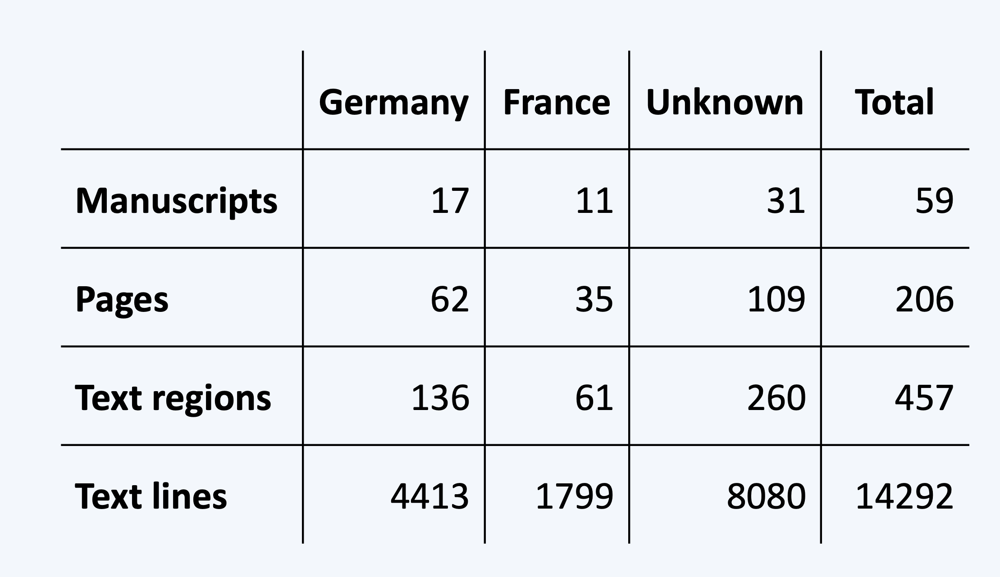 Germany France Unknown Total
Manuscripts 17 11 31 59
Pages 62 35 109 206
Text regions 136 61 260 457
Text lines 4413 1799 8080 14292